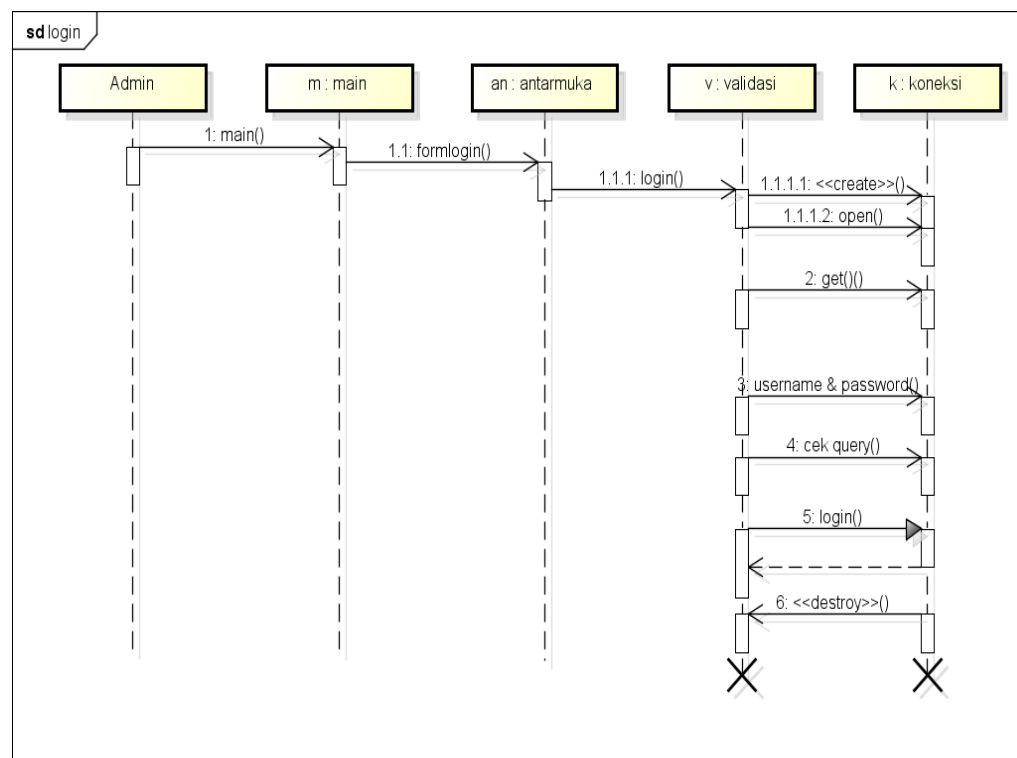 sd login
Admin
m : main
an : antarmuka
v : validasi
k : koneksi
1: main()
1.1: formlogin()
1.1.1: login()
1.1.1.1: <<create>>()
1.1.1.2: open()
2: get()()
3: username & password()
4: cek query()
5: login()
6: <<destroy>>()